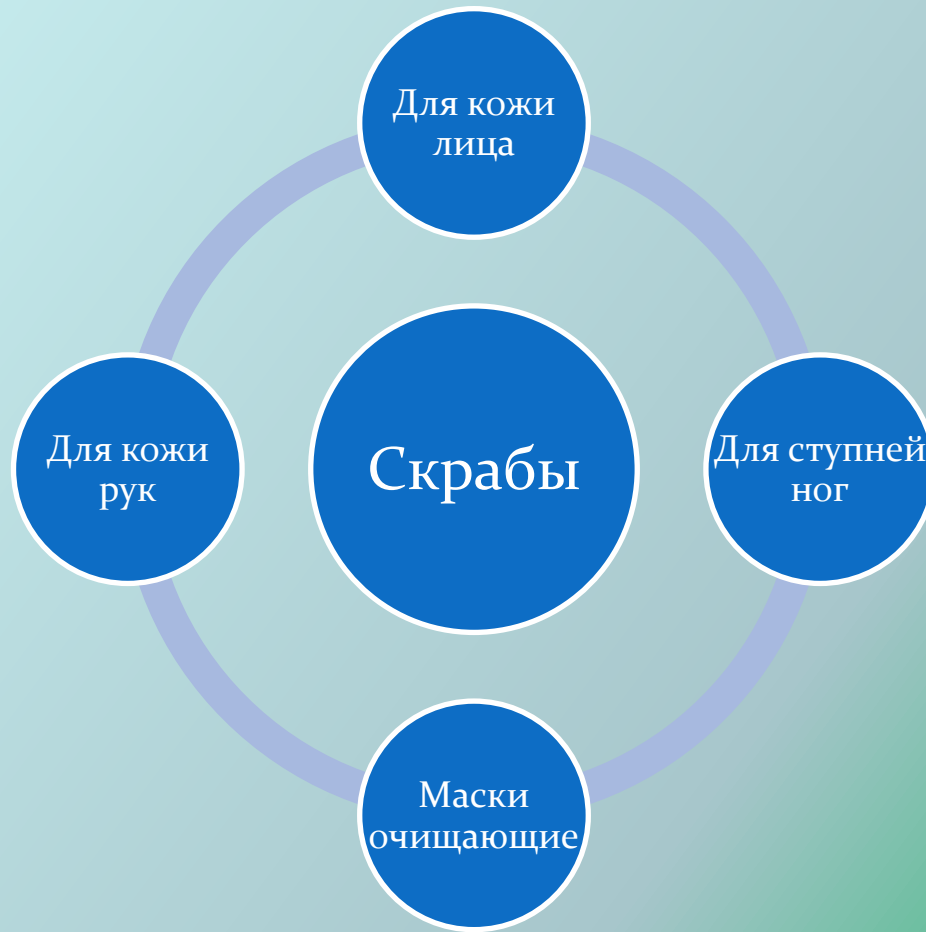 Для кожи
лица
Для кожи
рук
Скрабы
Для ступней
ног
Маски
очищающие